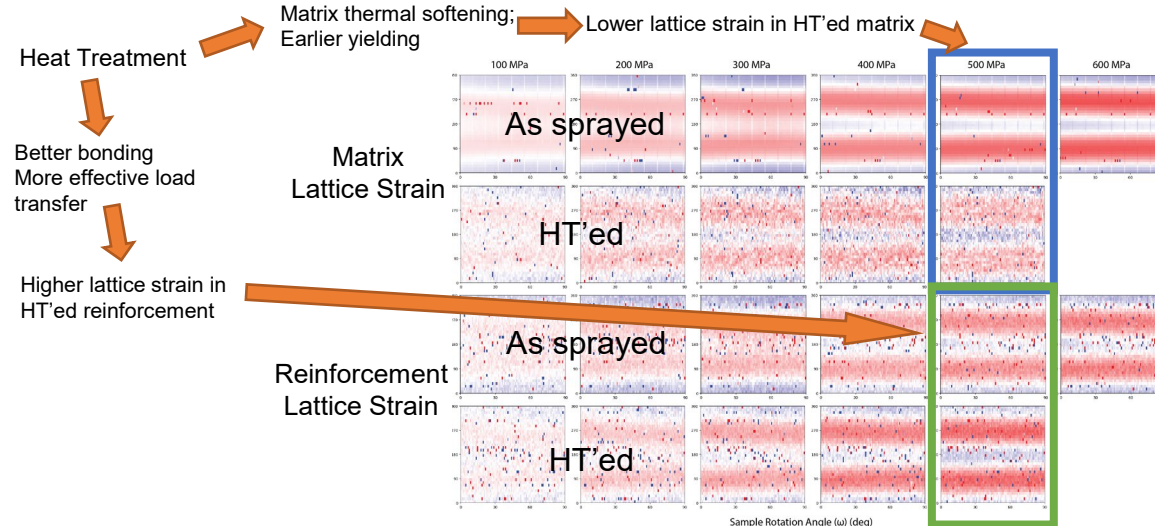 Matrix thermal softening;
Earlier yielding
Lower lattice strain in HT’ed matrix
Heat Treatment
100 MPa
200 MPa
300 MPa
400 MPa
500 MPa
600 MPa
As sprayed
Better bonding
More effective load
transfer
Matrix
Lattice Strain
HT’ed
Higher lattice strain in
HT’ed reinforcement
As sprayed
Reinforcement
Lattice Strain
HT’ed
Sample Rotation Angle (ω) (deg)